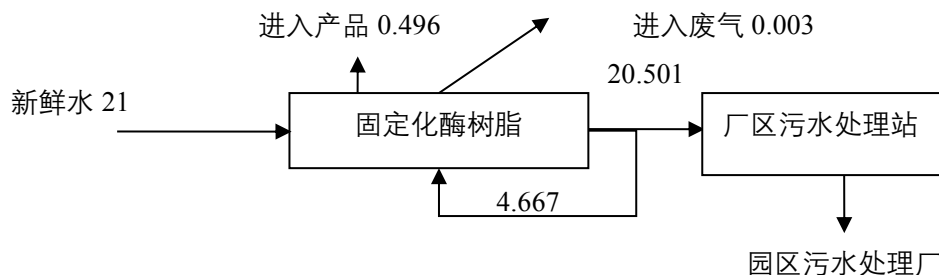 进入产品 0.496
进入废气 0.003
20.501
新鲜水 21
固定化酶树脂
厂区污水处理站
4.667
园区污水处理厂